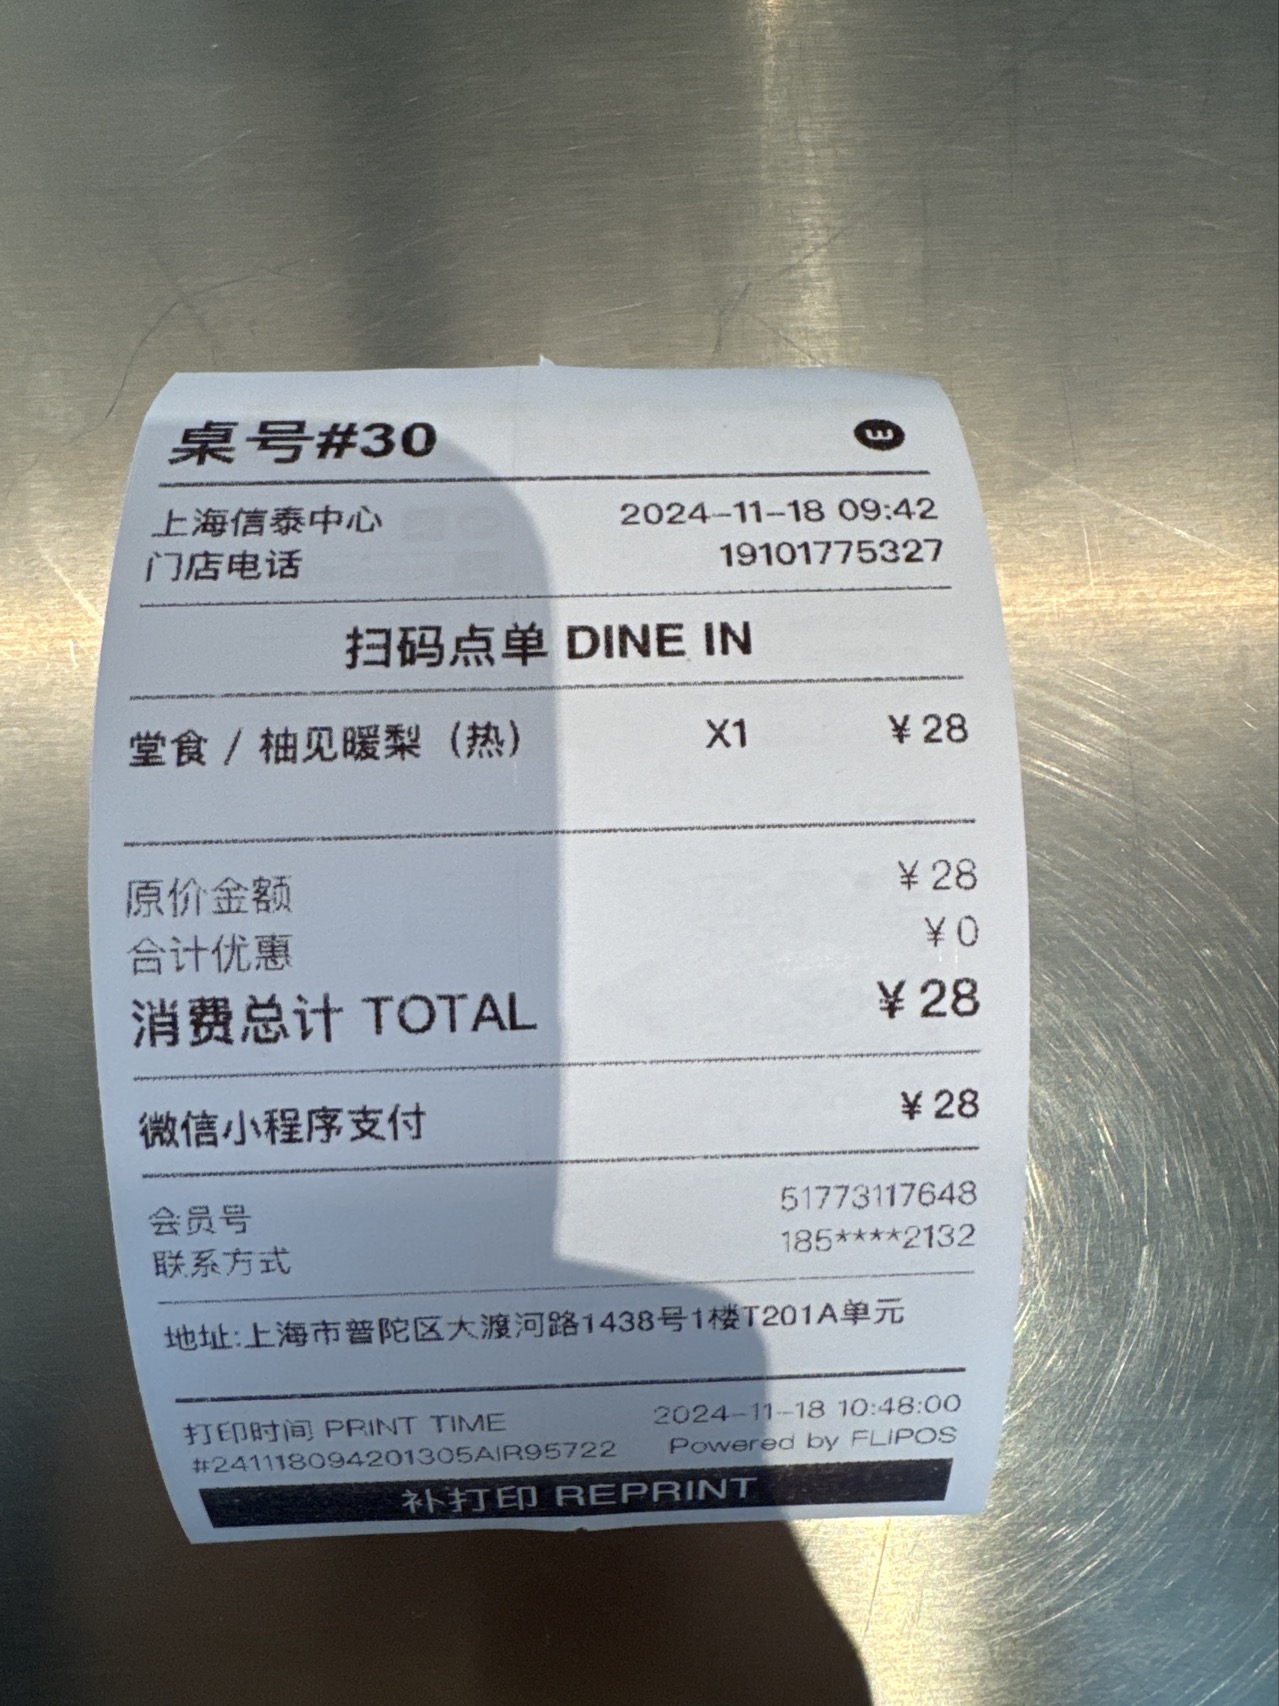 桌号#30
上海信泰中心 2024-11-18 09:42
门店电话 19101775327
扫码点单 DINE IN
堂食 / 柚见暖梨（热） X1 ¥28
原价金额 ¥28
合计优惠 ¥0
消费总计 TOTAL ¥28
微信小程序支付 ¥28
会员号 51773117648
联系方式 185****2132
地址:上海市普陀区大渡河路1438号1楼T201A单元
打印时间 PRINT TIME 2024-11-18 10:48:00
#241118094201305AIR95722 Powered by FLIPOS
补打印 REPRINT